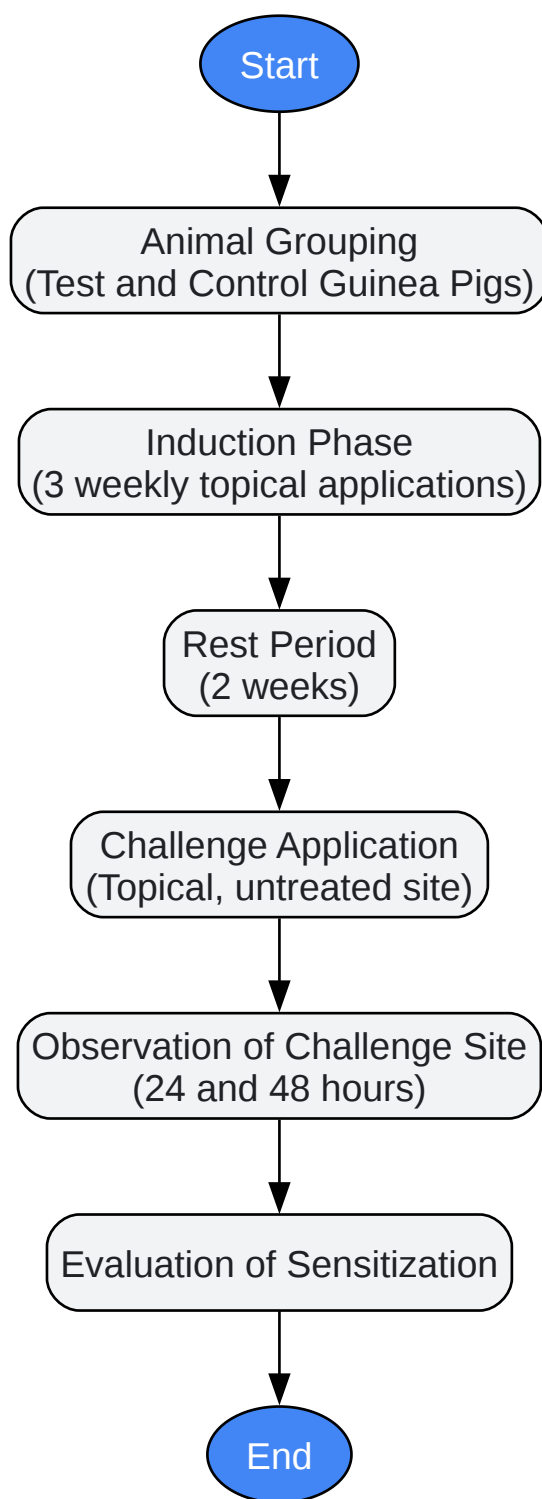 Start
Animal Grouping
(Test and Control Guinea Pigs)
Induction Phase
(3 weekly topical applications)
Rest Period
(2 weeks)
Challenge Application
(Topical, untreated site)
Observation of Challenge Site
(24 and 48 hours)
Evaluation of Sensitization
End